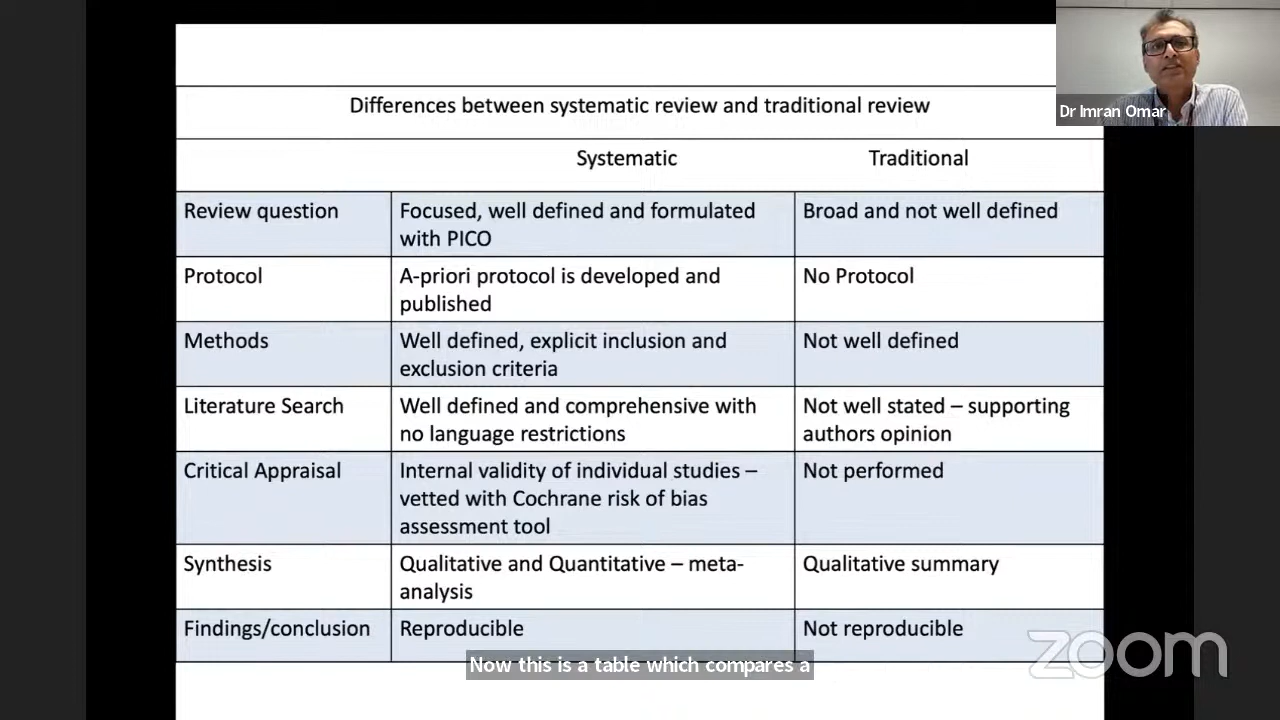 Dr Imran Omar
Differences between systematic review and traditional review
Systematic
Traditional
Review question
Focused, well defined and formulated
with PICO
Broad and not well defined
Protocol
A-priori protocol is developed and
published
No Protocol
Methods
Well defined, explicit inclusion and
exclusion criteria
Not well defined
Literature Search
Well defined and comprehensive with
no language restrictions
Not well stated – supporting
authors opinion
Critical Appraisal
Internal validity of individual studies –
vetted with Cochrane risk of bias
assessment tool
Not performed
Synthesis
Qualitative and Quantitative – meta-
analysis
Qualitative summary
Findings/conclusion
Reproducible
Not reproducible
zoom
Now this is a table which compares a